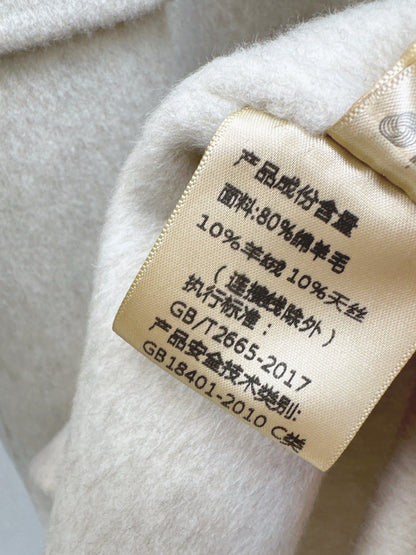 产品成份含量
面料:80%绵羊毛
10%羊绒 10%天丝
(连接线除外)
执行标准:
GB/T2665-2017
产品安全技术类别:
GB18401-2010 C类